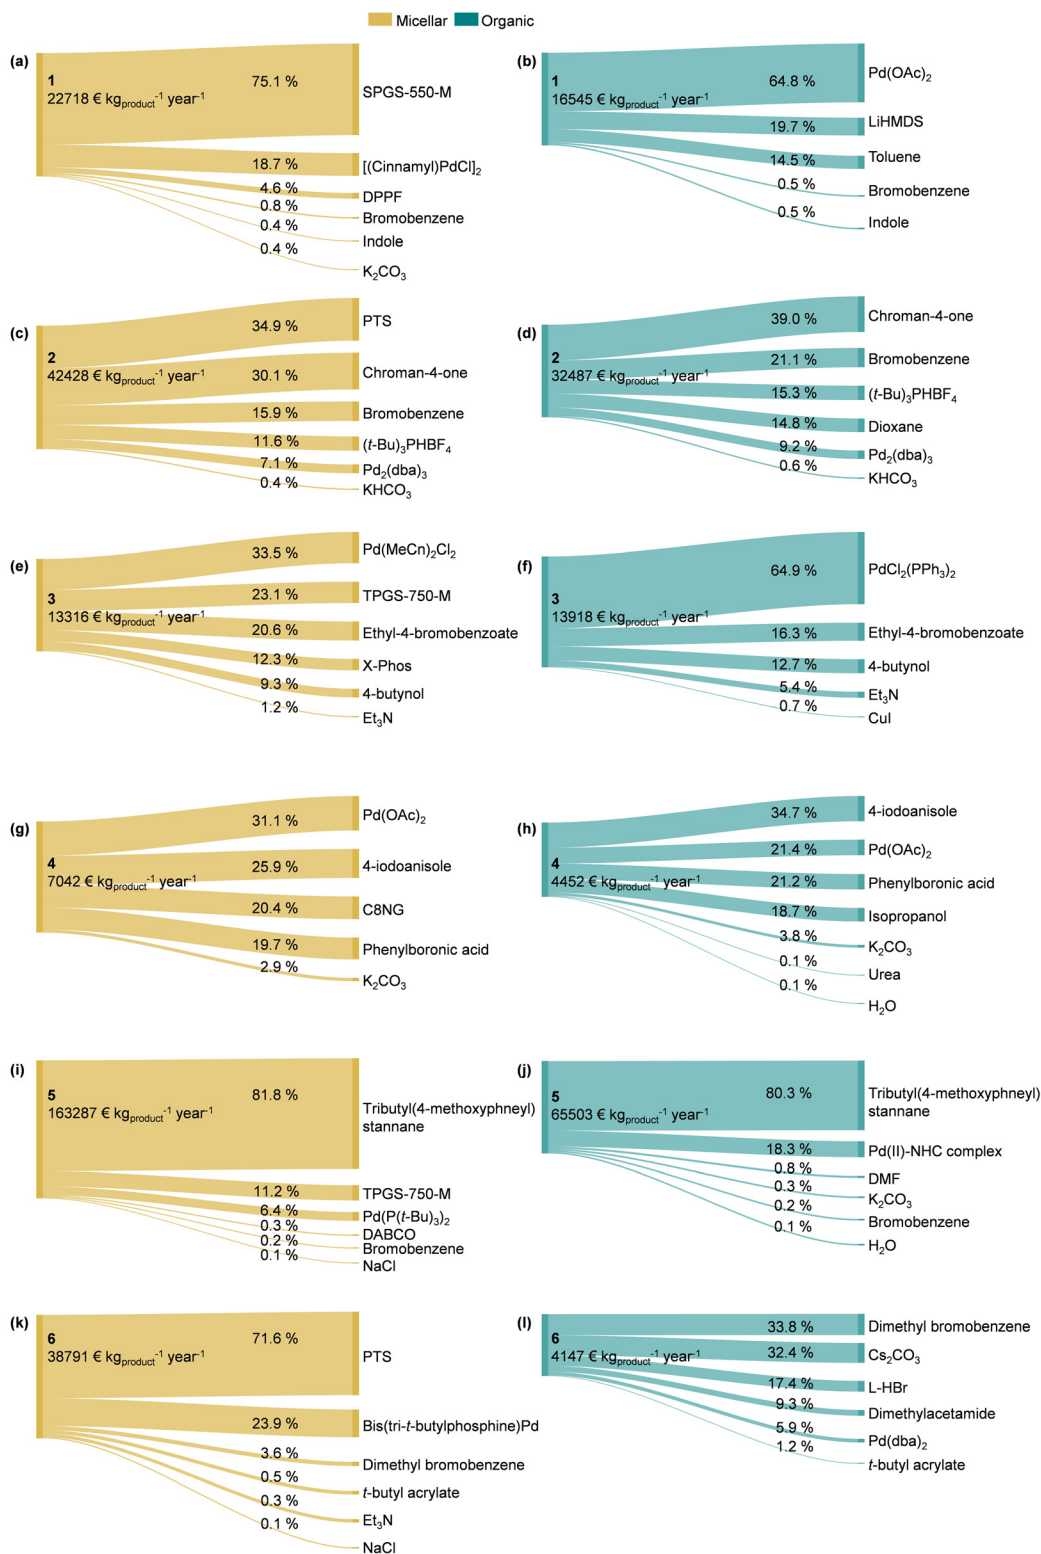 Micellar Organic
(a)
1
22718 € kg_product⁻¹ year⁻¹
75.1 %
SPGS-550-M
18.7 %
[(Cinnamyl)PdCl]₂
4.6 %
DPPF
0.8 %
Bromobenzene
0.4 %
Indole
0.4 %
K₂CO₃
(b)
1
16545 € kg_product⁻¹ year⁻¹
64.8 %
Pd(OAc)₂
19.7 %
LiHMDS
14.5 %
Toluene
0.5 %
Bromobenzene
0.5 %
Indole
(c)
2
42428 € kg_product⁻¹ year⁻¹
34.9 %
PTS
30.1 %
Chroman-4-one
15.9 %
Bromobenzene
11.6 %
(t-Bu)₃PHBF₄
7.1 %
Pd₂(dba)₃
0.4 %
KHCO₃
(d)
2
32487 € kg_product⁻¹ year⁻¹
39.0 %
Chroman-4-one
21.1 %
Bromobenzene
15.3 %
(t-Bu)₃PHBF₄
14.8 %
Dioxane
9.2 %
Pd₂(dba)₃
0.6 %
KHCO₃
(e)
3
13316 € kg_product⁻¹ year⁻¹
33.5 %
Pd(MeCn)₂Cl₂
23.1 %
TPGS-750-M
20.6 %
Ethyl-4-bromobenzoate
12.3 %
X-Phos
9.3 %
4-butynol
1.2 %
Et₃N
(f)
3
13918 € kg_product⁻¹ year⁻¹
64.9 %
PdCl₂(PPh₃)₂
16.3 %
Ethyl-4-bromobenzoate
12.7 %
4-butynol
5.4 %
Et₃N
0.7 %
CuI
(g)
4
7042 € kg_product⁻¹ year⁻¹
31.1 %
Pd(OAc)₂
25.9 %
4-iodoanisole
20.4 %
C8NG
19.7 %
Phenylboronic acid
2.9 %
K₂CO₃
(h)
4
4452 € kg_product⁻¹ year⁻¹
34.7 %
4-iodoanisole
21.4 %
Pd(OAc)₂
21.2 %
Phenylboronic acid
18.7 %
Isopropanol
3.8 %
K₂CO₃
0.1 %
Urea
0.1 %
H₂O
(i)
5
163287 € kg_product⁻¹ year⁻¹
81.8 %
Tributyl(4-methoxyphneyl)
stannane
11.2 %
TPGS-750-M
6.4 %
Pd(P(t-Bu)₃)₂
0.3 %
DABCO
0.2 %
Bromobenzene
0.1 %
NaCl
(j)
5
65503 € kg_product⁻¹ year⁻¹
80.3 %
Tributyl(4-methoxyphneyl)
stannane
18.3 %
Pd(II)-NHC complex
0.8 %
DMF
0.3 %
K₂CO₃
0.2 %
Bromobenzene
0.1 %
H₂O
(k)
6
38791 € kg_product⁻¹ year⁻¹
71.6 %
PTS
23.9 %
Bis(tri-t-butylphosphine)Pd
3.6 %
Dimethyl bromobenzene
0.5 %
t-butyl acrylate
0.3 %
Et₃N
0.1 %
NaCl
(l)
6
4147 € kg_product⁻¹ year⁻¹
33.8 %
Dimethyl bromobenzene
32.4 %
Cs₂CO₃
17.4 %
L-HBr
9.3 %
Dimethylacetamide
5.9 %
Pd(dba)₂
1.2 %
t-butyl acrylate